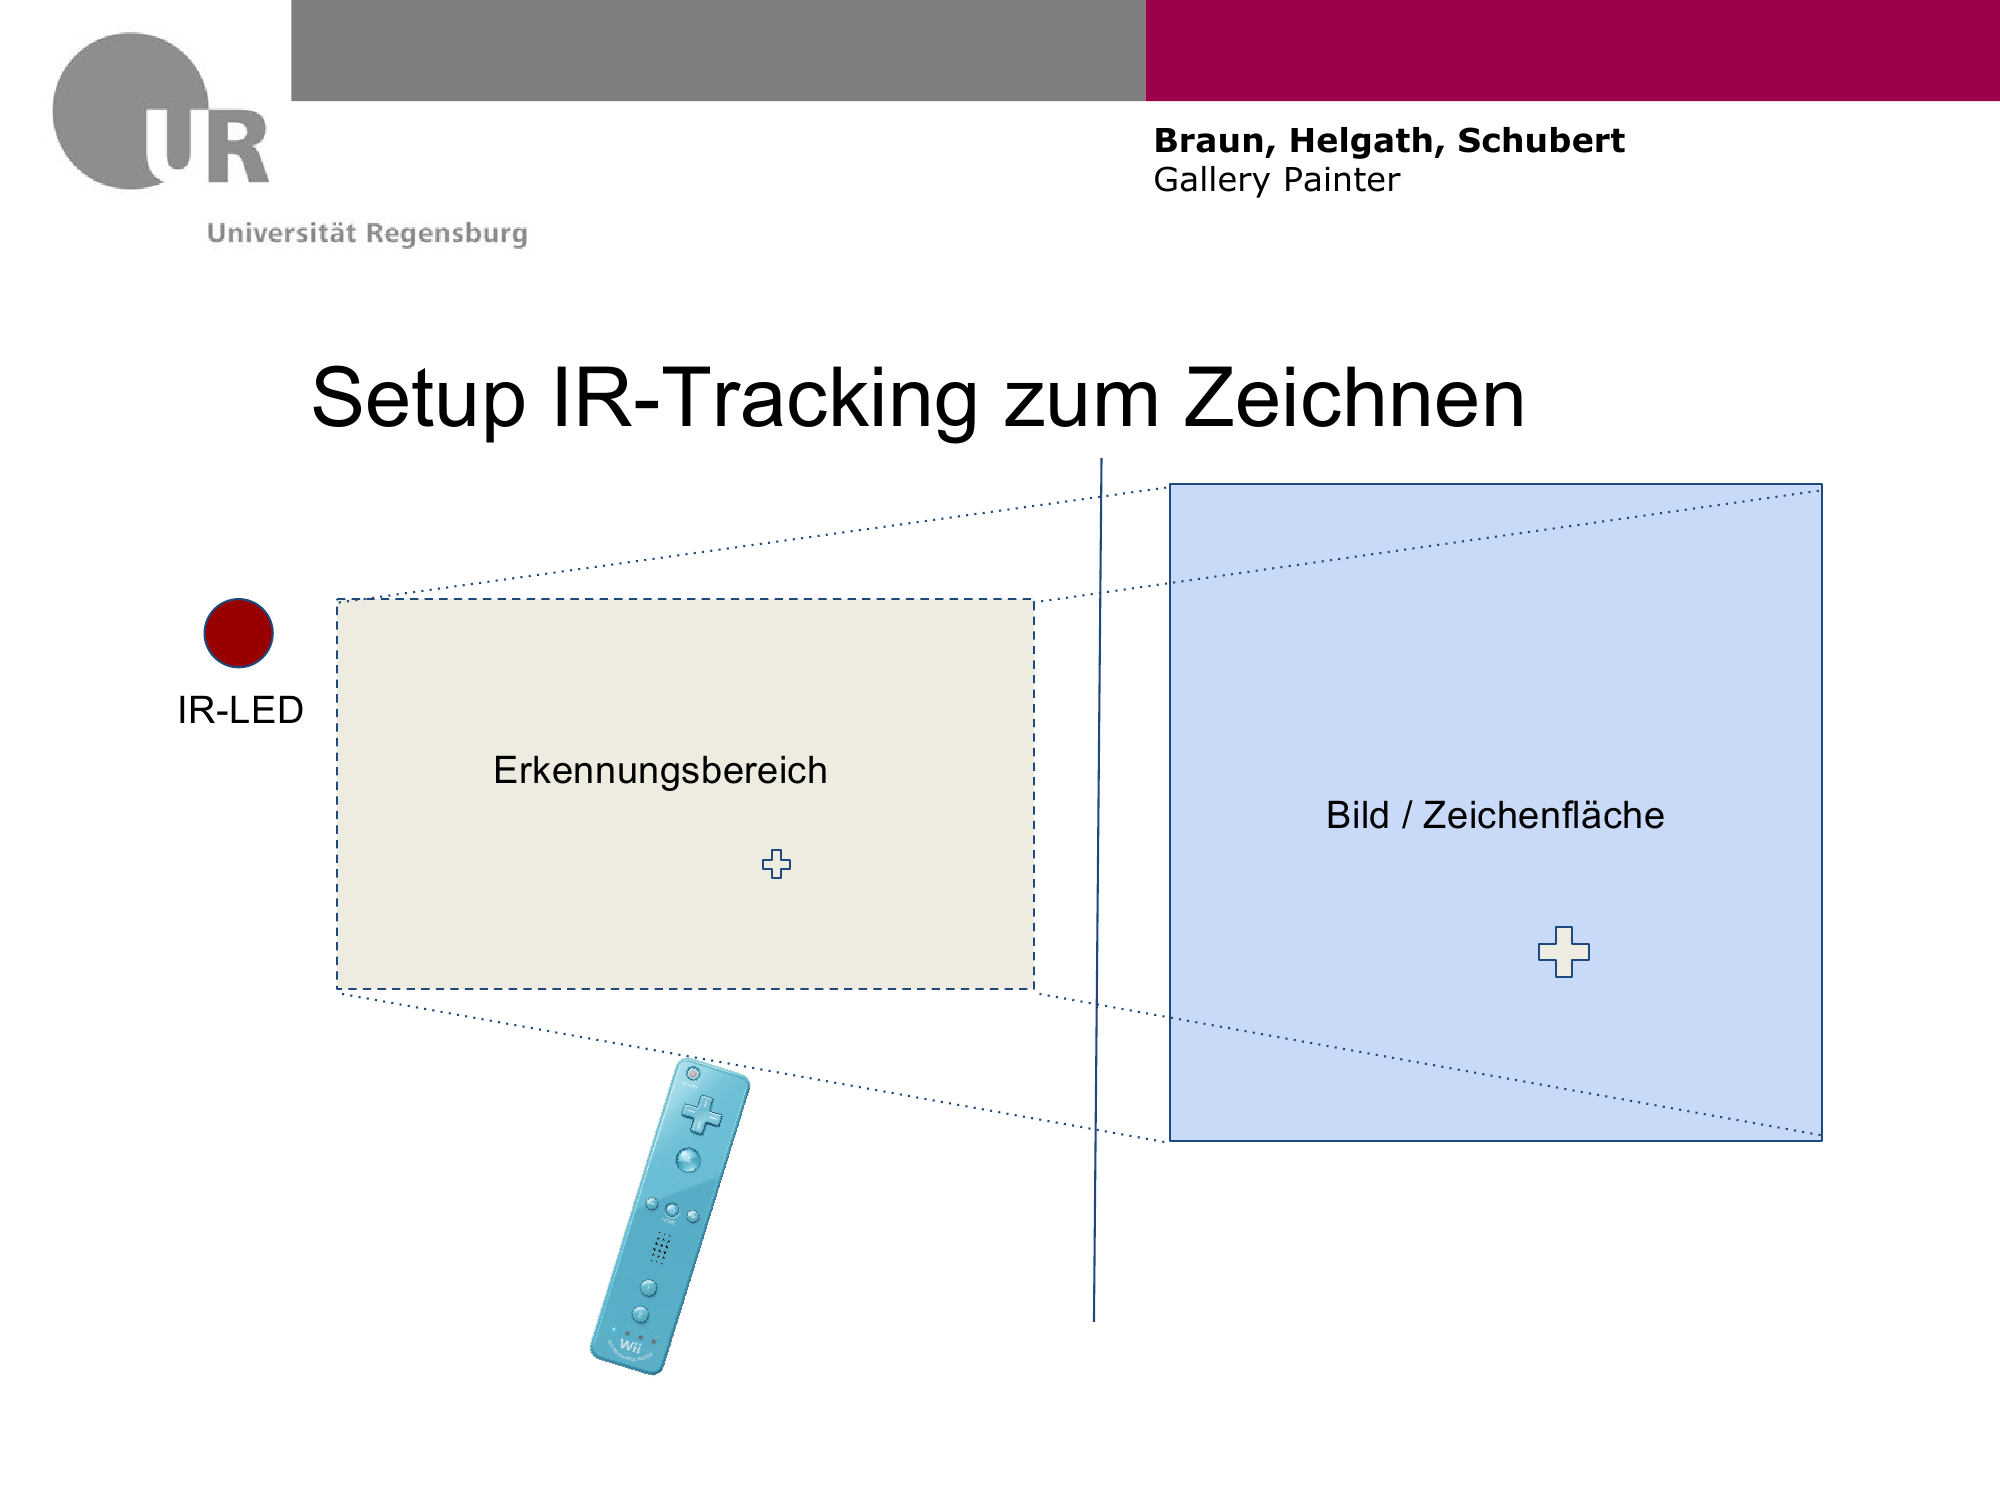 UR
Universität Regensburg
Braun, Helgath, Schubert
Gallery Painter
Setup IR-Tracking zum Zeichnen
IR-LED
Erkennungsbereich
Bild / Zeichenfläche
Wii